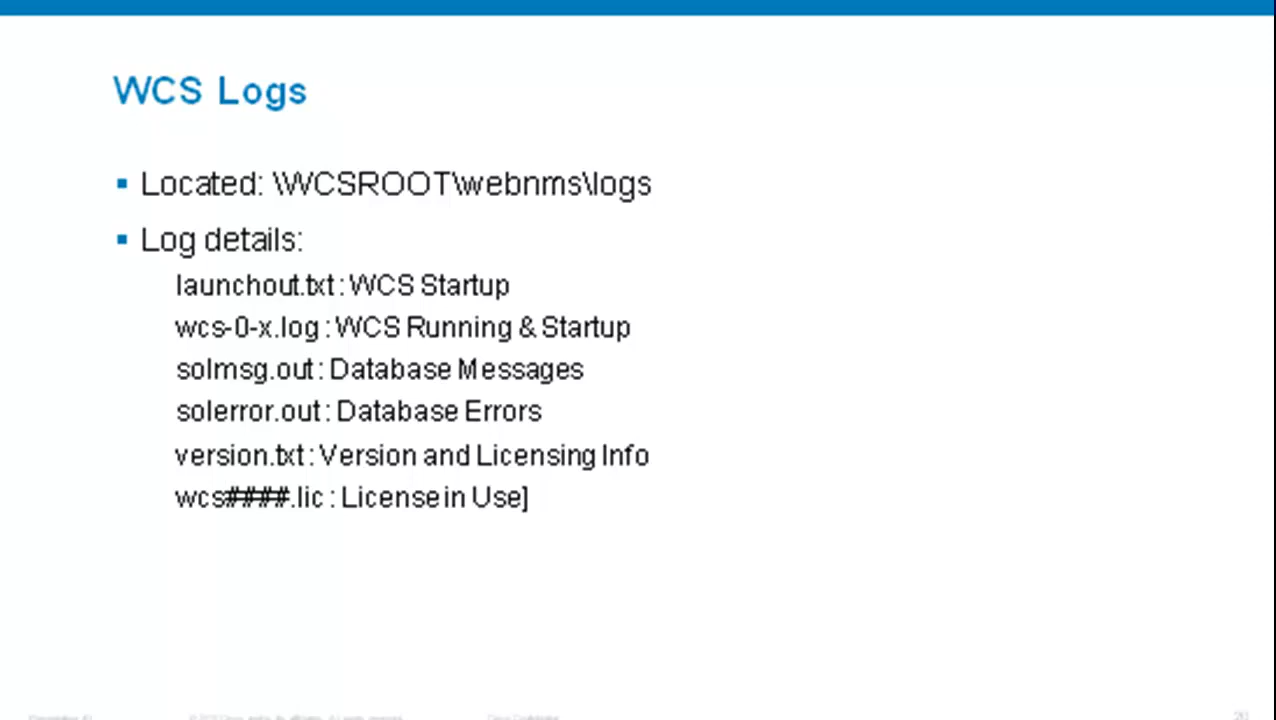 WCS Logs
Located: \WCSROOT\webnms\logs
Log details:
launchout.txt : WCS Startup
wcs-0-x.log : WCS Running & Startup
solmsg.out : Database Messages
solerror.out : Database Errors
version.txt : Version and Licensing Info
wcs####.lic : License in Use]